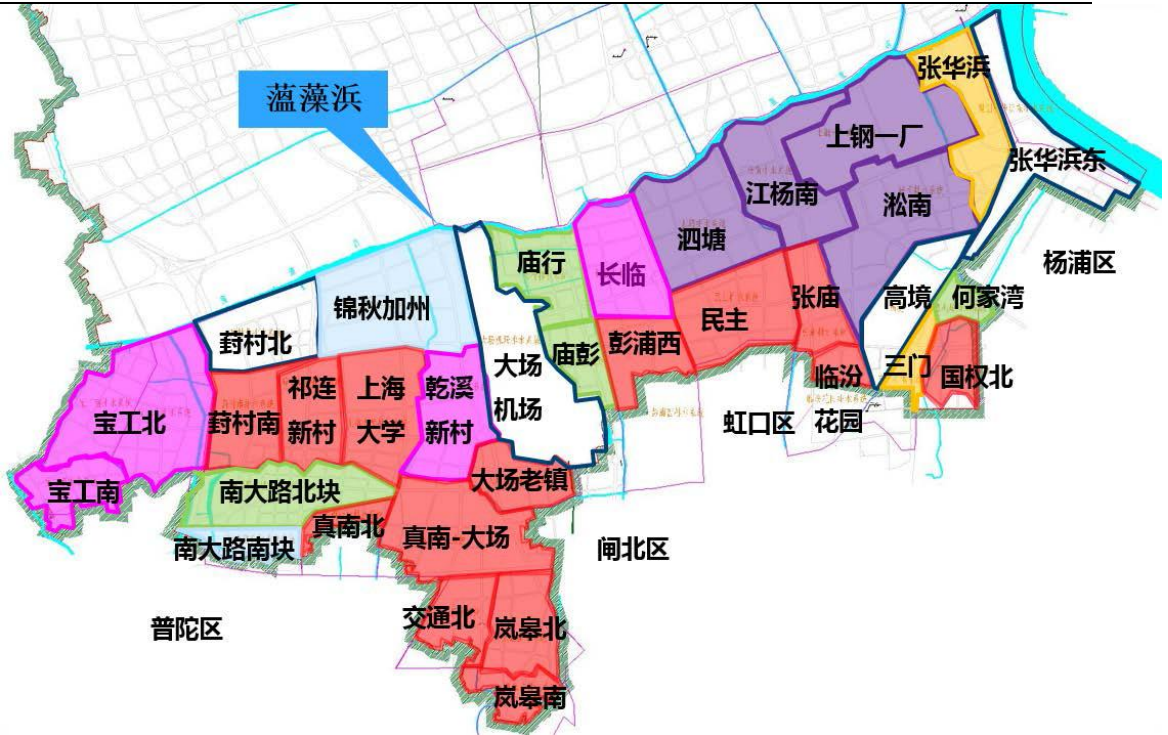 蕰藻浜
张华浜
上钢一厂
张华浜东
江杨南
淞南
泗塘
杨浦区
庙行
长临
高境
何家湾
锦秋加州
张庙
民主
葑村北
大场
机场
庙彭
彭浦西
三门
国权北
临汾
花园
虹口区
宝工北
葑村南
祁连
新村
上海
大学
乾溪
新村
宝工南
南大路北块
大场老镇
真南北
真南-大场
南大路南块
闸北区
普陀区
交通北
岚皋北
岚皋南